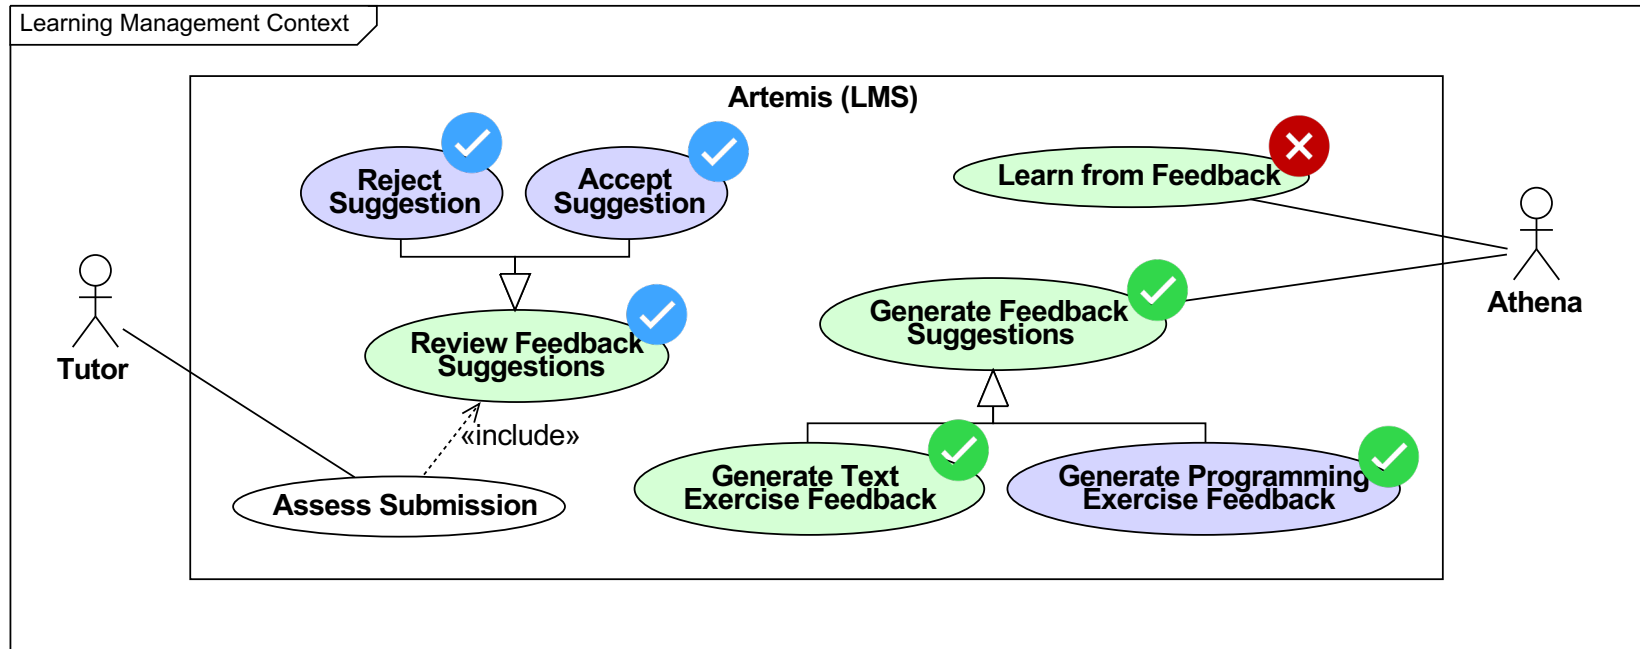 Learning Management Context
Artemis (LMS)
Reject
Suggestion
Accept
Suggestion
Learn from Feedback
Tutor
Review Feedback
Suggestions
Generate Feedback
Suggestions
Athena
«include»
Assess Submission
Generate Text
Exercise Feedback
Generate Programming
Exercise Feedback